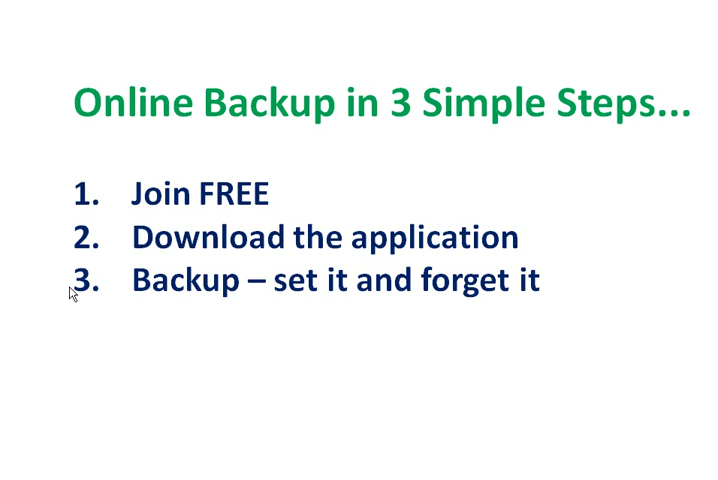 Online Backup in 3 Simple Steps...
1. Join FREE
2. Download the application
3. Backup – set it and forget it